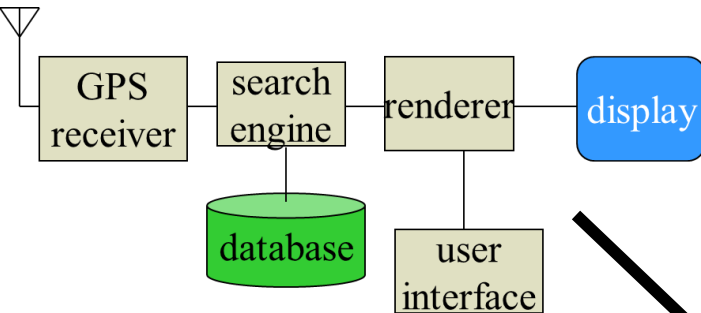 GPS
receiver
search
engine
renderer
display
database
user
interface